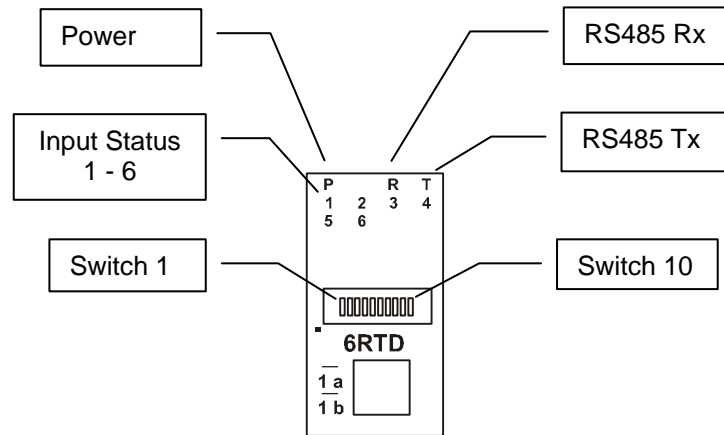 Power
RS485 Rx
Input Status
1 - 6
RS485 Tx
P R T
1 2 3 4
5 6
Switch 1
Switch 10
6RTD
1 a
1 b